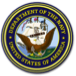 DEPARTMENT OF THE NAVY
UNITED STATES OF AMERICA